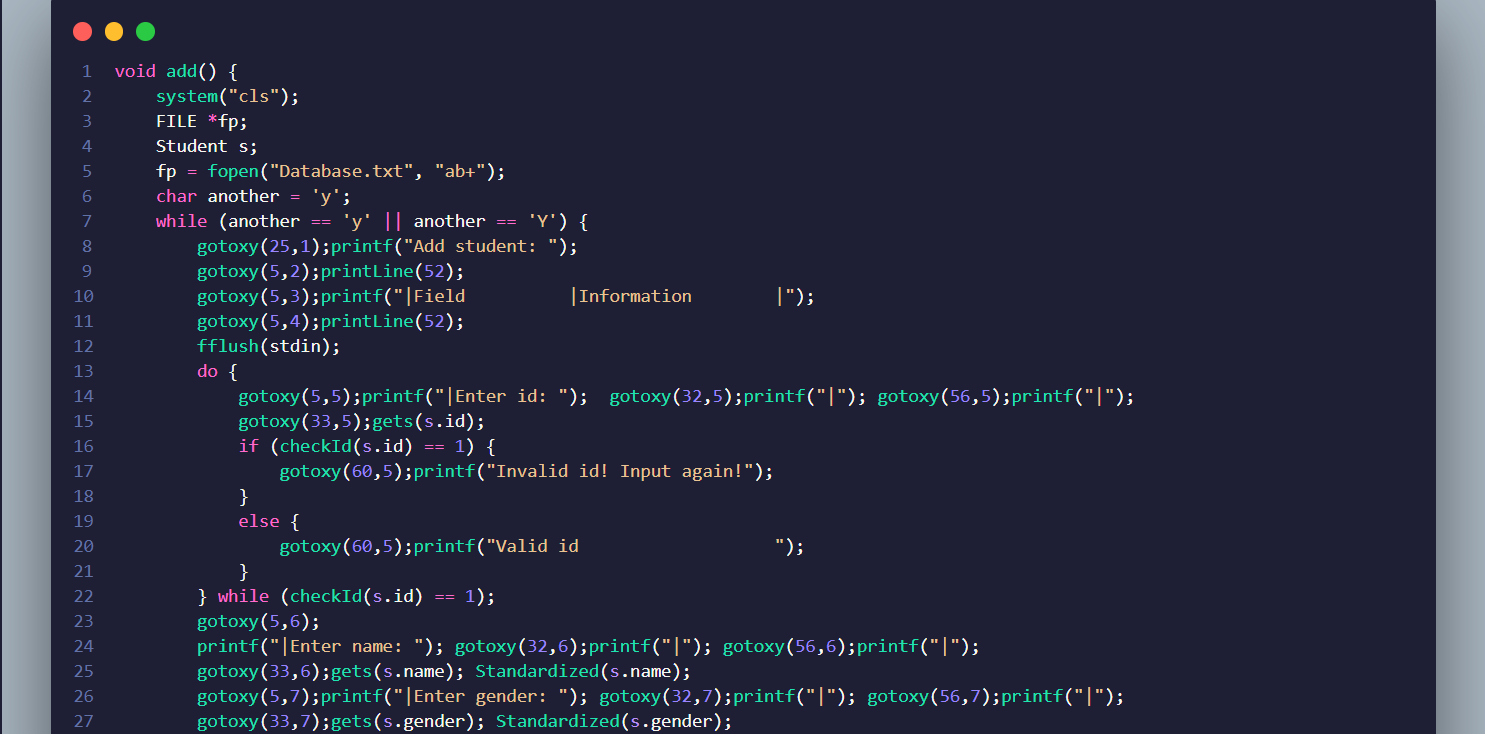 1 void add() {
2     system("cls");
3     FILE *fp;
4     Student s;
5     fp = fopen("Database.txt", "ab+");
6     char another = 'y';
7     while (another == 'y' || another == 'Y') {
8         gotoxy(25,1);printf("Add student: ");
9         gotoxy(5,2);printLine(52);
10         gotoxy(5,3);printf("|Field          |Information        |");
11         gotoxy(5,4);printLine(52);
12         fflush(stdin);
13         do {
14             gotoxy(5,5);printf("|Enter id: ");  gotoxy(32,5);printf("|"); gotoxy(56,5);printf("|");
15             gotoxy(33,5);gets(s.id);
16             if (checkId(s.id) == 1) {
17                 gotoxy(60,5);printf("Invalid id! Input again!");
18             }
19             else {
20                 gotoxy(60,5);printf("Valid id                   ");
21             }
22         } while (checkId(s.id) == 1);
23         gotoxy(5,6);
24         printf("|Enter name: "); gotoxy(32,6);printf("|"); gotoxy(56,6);printf("|");
25         gotoxy(33,6);gets(s.name); Standardized(s.name);
26         gotoxy(5,7);printf("|Enter gender: "); gotoxy(32,7);printf("|"); gotoxy(56,7);printf("|");
27         gotoxy(33,7);gets(s.gender); Standardized(s.gender);